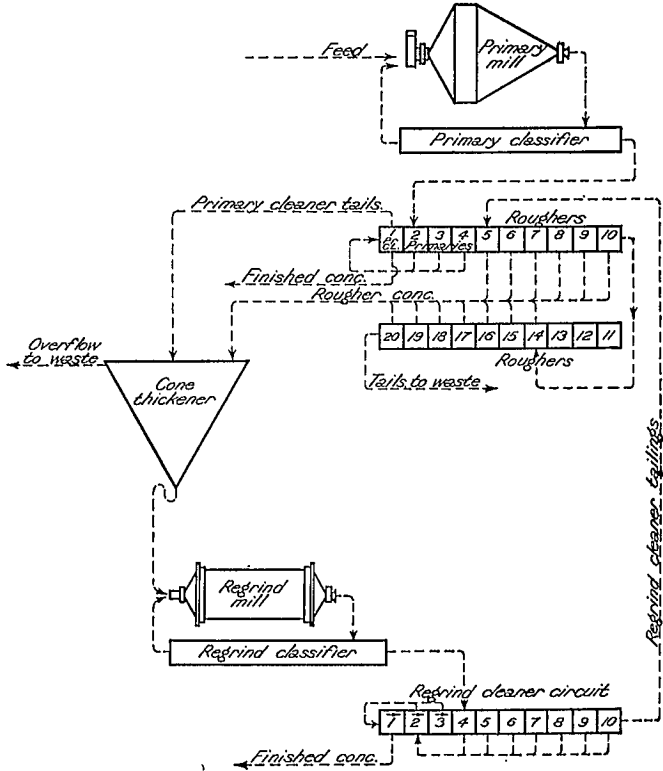 Feed
Primary
mill
Primary classifier
Primary cleaner tails.
Roughers
Pr. 2 3 4 5 6 7 8 9 10
CL. Primaries
Finished conc.
Rougher conc.
20 19 18 17 16 15 14 13 12 11
Roughers
Overflow
to waste
Tails to waste
Cone
thickener
Regrind cleaner tailings
Regrind
mill
Regrind classifier
Regrind cleaner circuit
1 2 3 4 5 6 7 8 9 10
Finished conc.